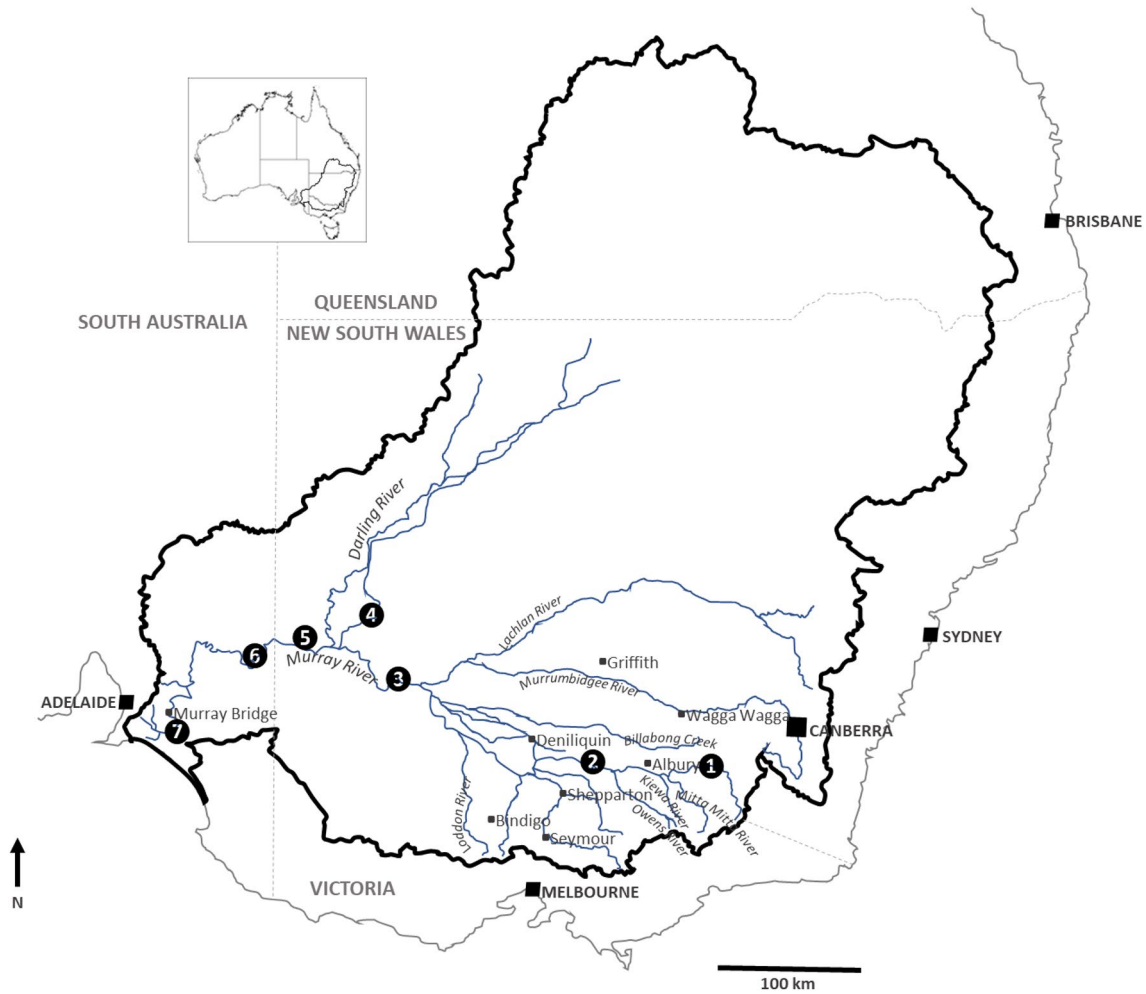 BRISBANE
QUEENSLAND
SOUTH AUSTRALIA
NEW SOUTH WALES
Darling River
4
Lachlan River
5
SYDNEY
6
Murray River
Griffith
3
Murrumbiagee River
ADELAIDE
Murray Bridge
Wagga Wagga
7
CANBERRA
Deniliquin
Billabong Creek
2
Albury
1
Kiewa River
Mitta Mitta River
Shepparton
Owens River
Loddon River
Bindigo
Seymour
VICTORIA
MELBOURNE
N
100 km